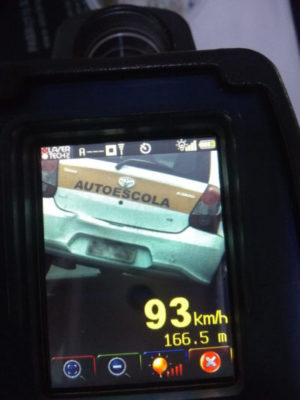 LASER
TECH
A
AUTOESCOLA
93 km/h
166.5 m